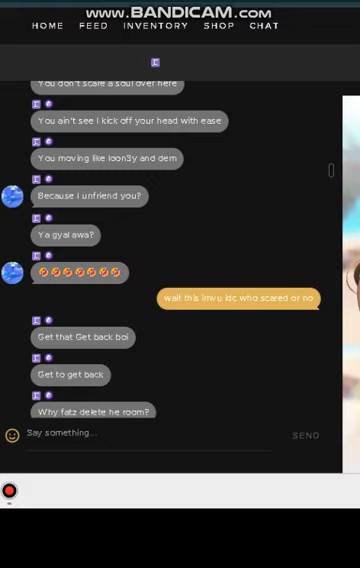 www.BANDICAM.com
HOME FEED INVENTORY SHOP CHAT
You don't scare a soul over here
You ain't see I kick off your head with ease
You moving like loon3y and dem
Because I unfriend you?
Ya gyal awa?
🤣🤣🤣🤣🤣🤣🤣
wait this imvu idc who scared or no
Get that Get back boi
Get to get back
Why fatz delete he room?
Say something... SEND